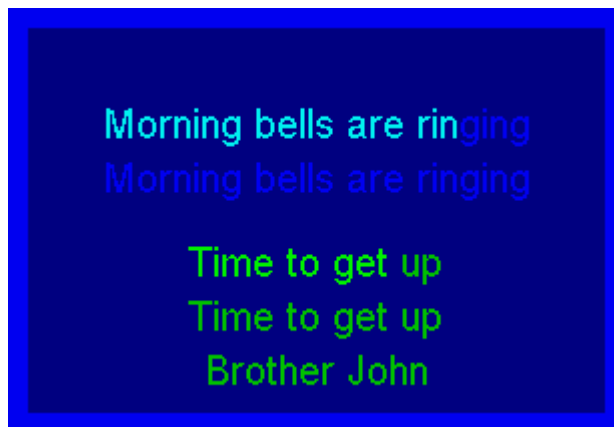 Morning bells are ringing
Morning bells are ringing
Time to get up
Time to get up
Brother John